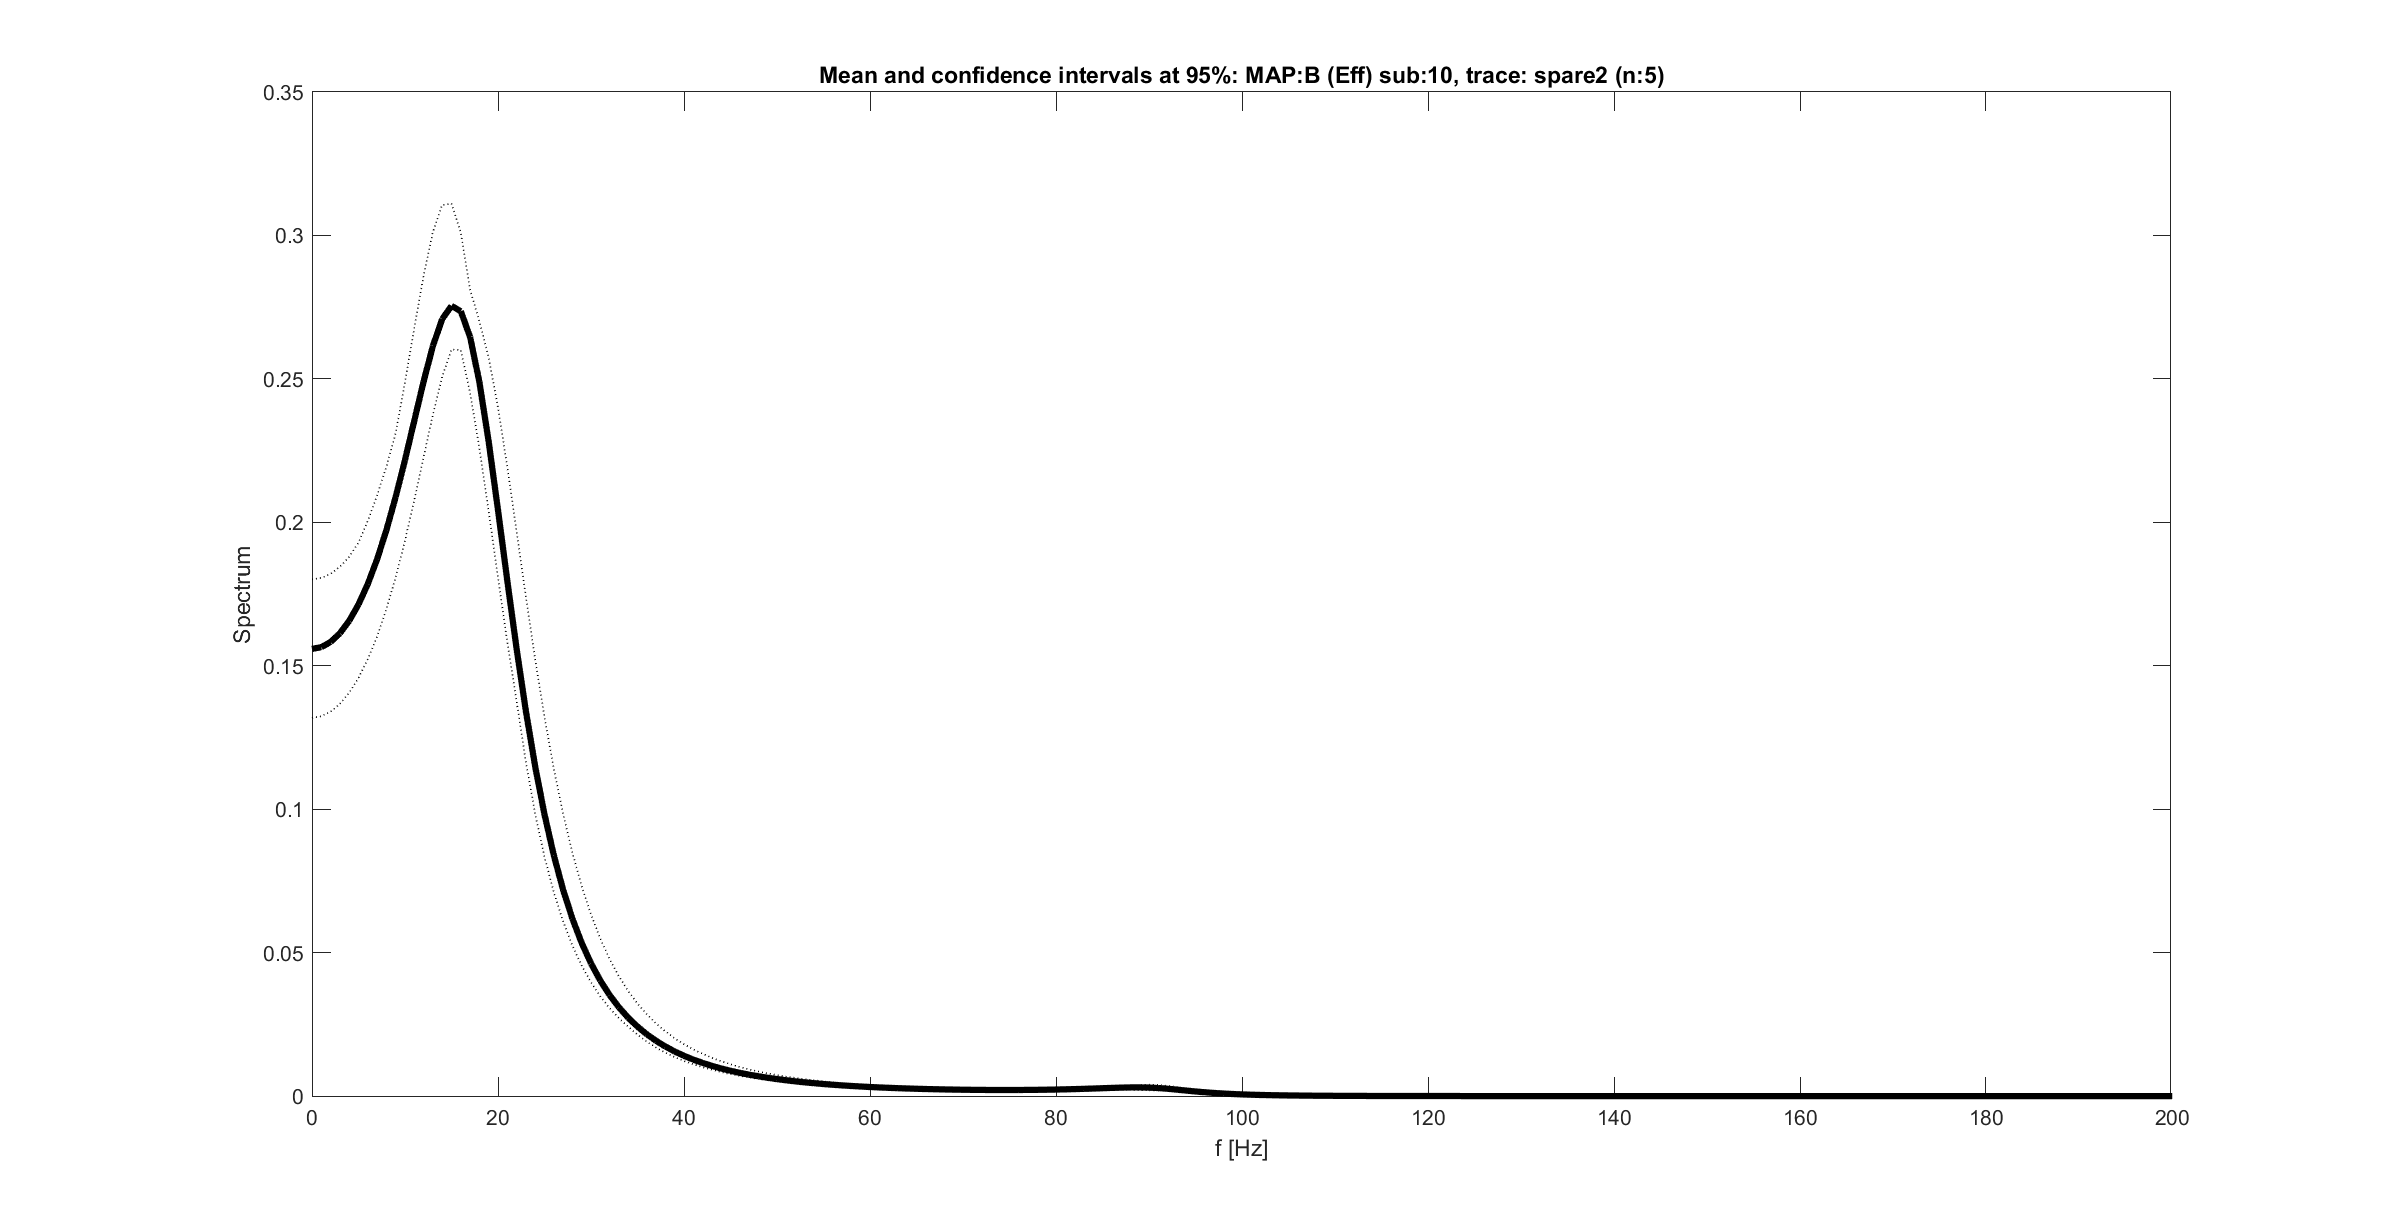 Mean and confidence intervals at 95%: MAP:B (Eff) sub:10, trace: spare2 (n:5)
0.35
0.3
0.25
0.2
0.15
0.1
0.05
0
Spectrum
0 20 40 60 80 100 120 140 160 180 200
f [Hz]